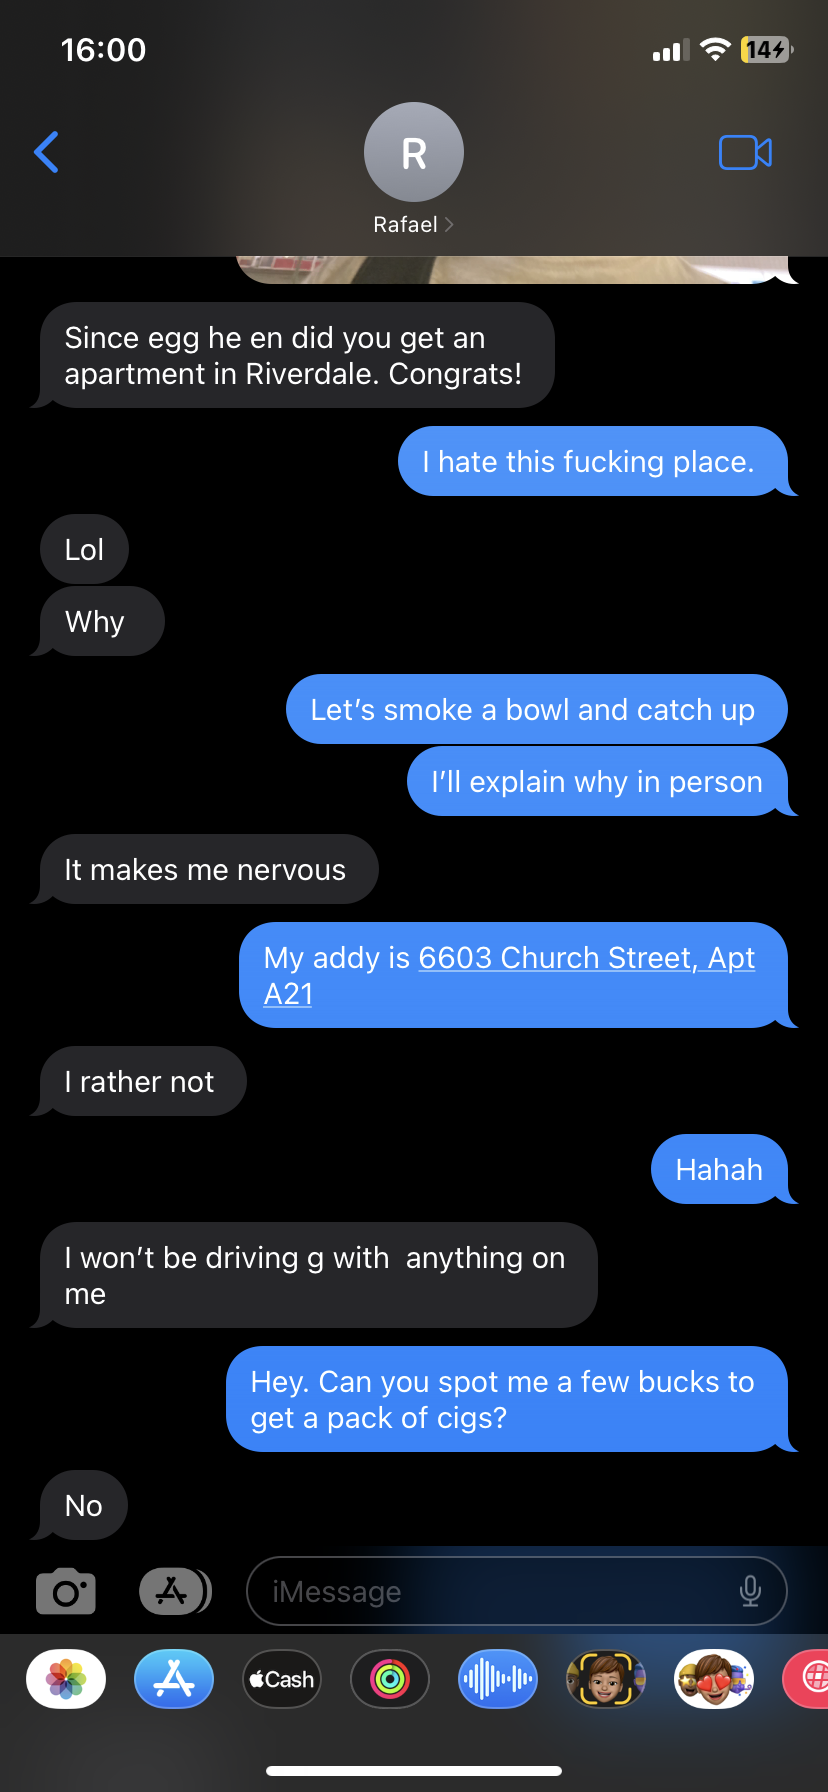 16:00
14
R
Rafael
Since egg he en did you get an
apartment in Riverdale. Congrats!
I hate this fucking place.
Lol
Why
Let's smoke a bowl and catch up
I'll explain why in person
It makes me nervous
My addy is 6603 Church Street, Apt
A21
I rather not
Hahah
I won't be driving g with  anything on
me
Hey. Can you spot me a few bucks to
get a pack of cigs?
No
iMessage
Cash